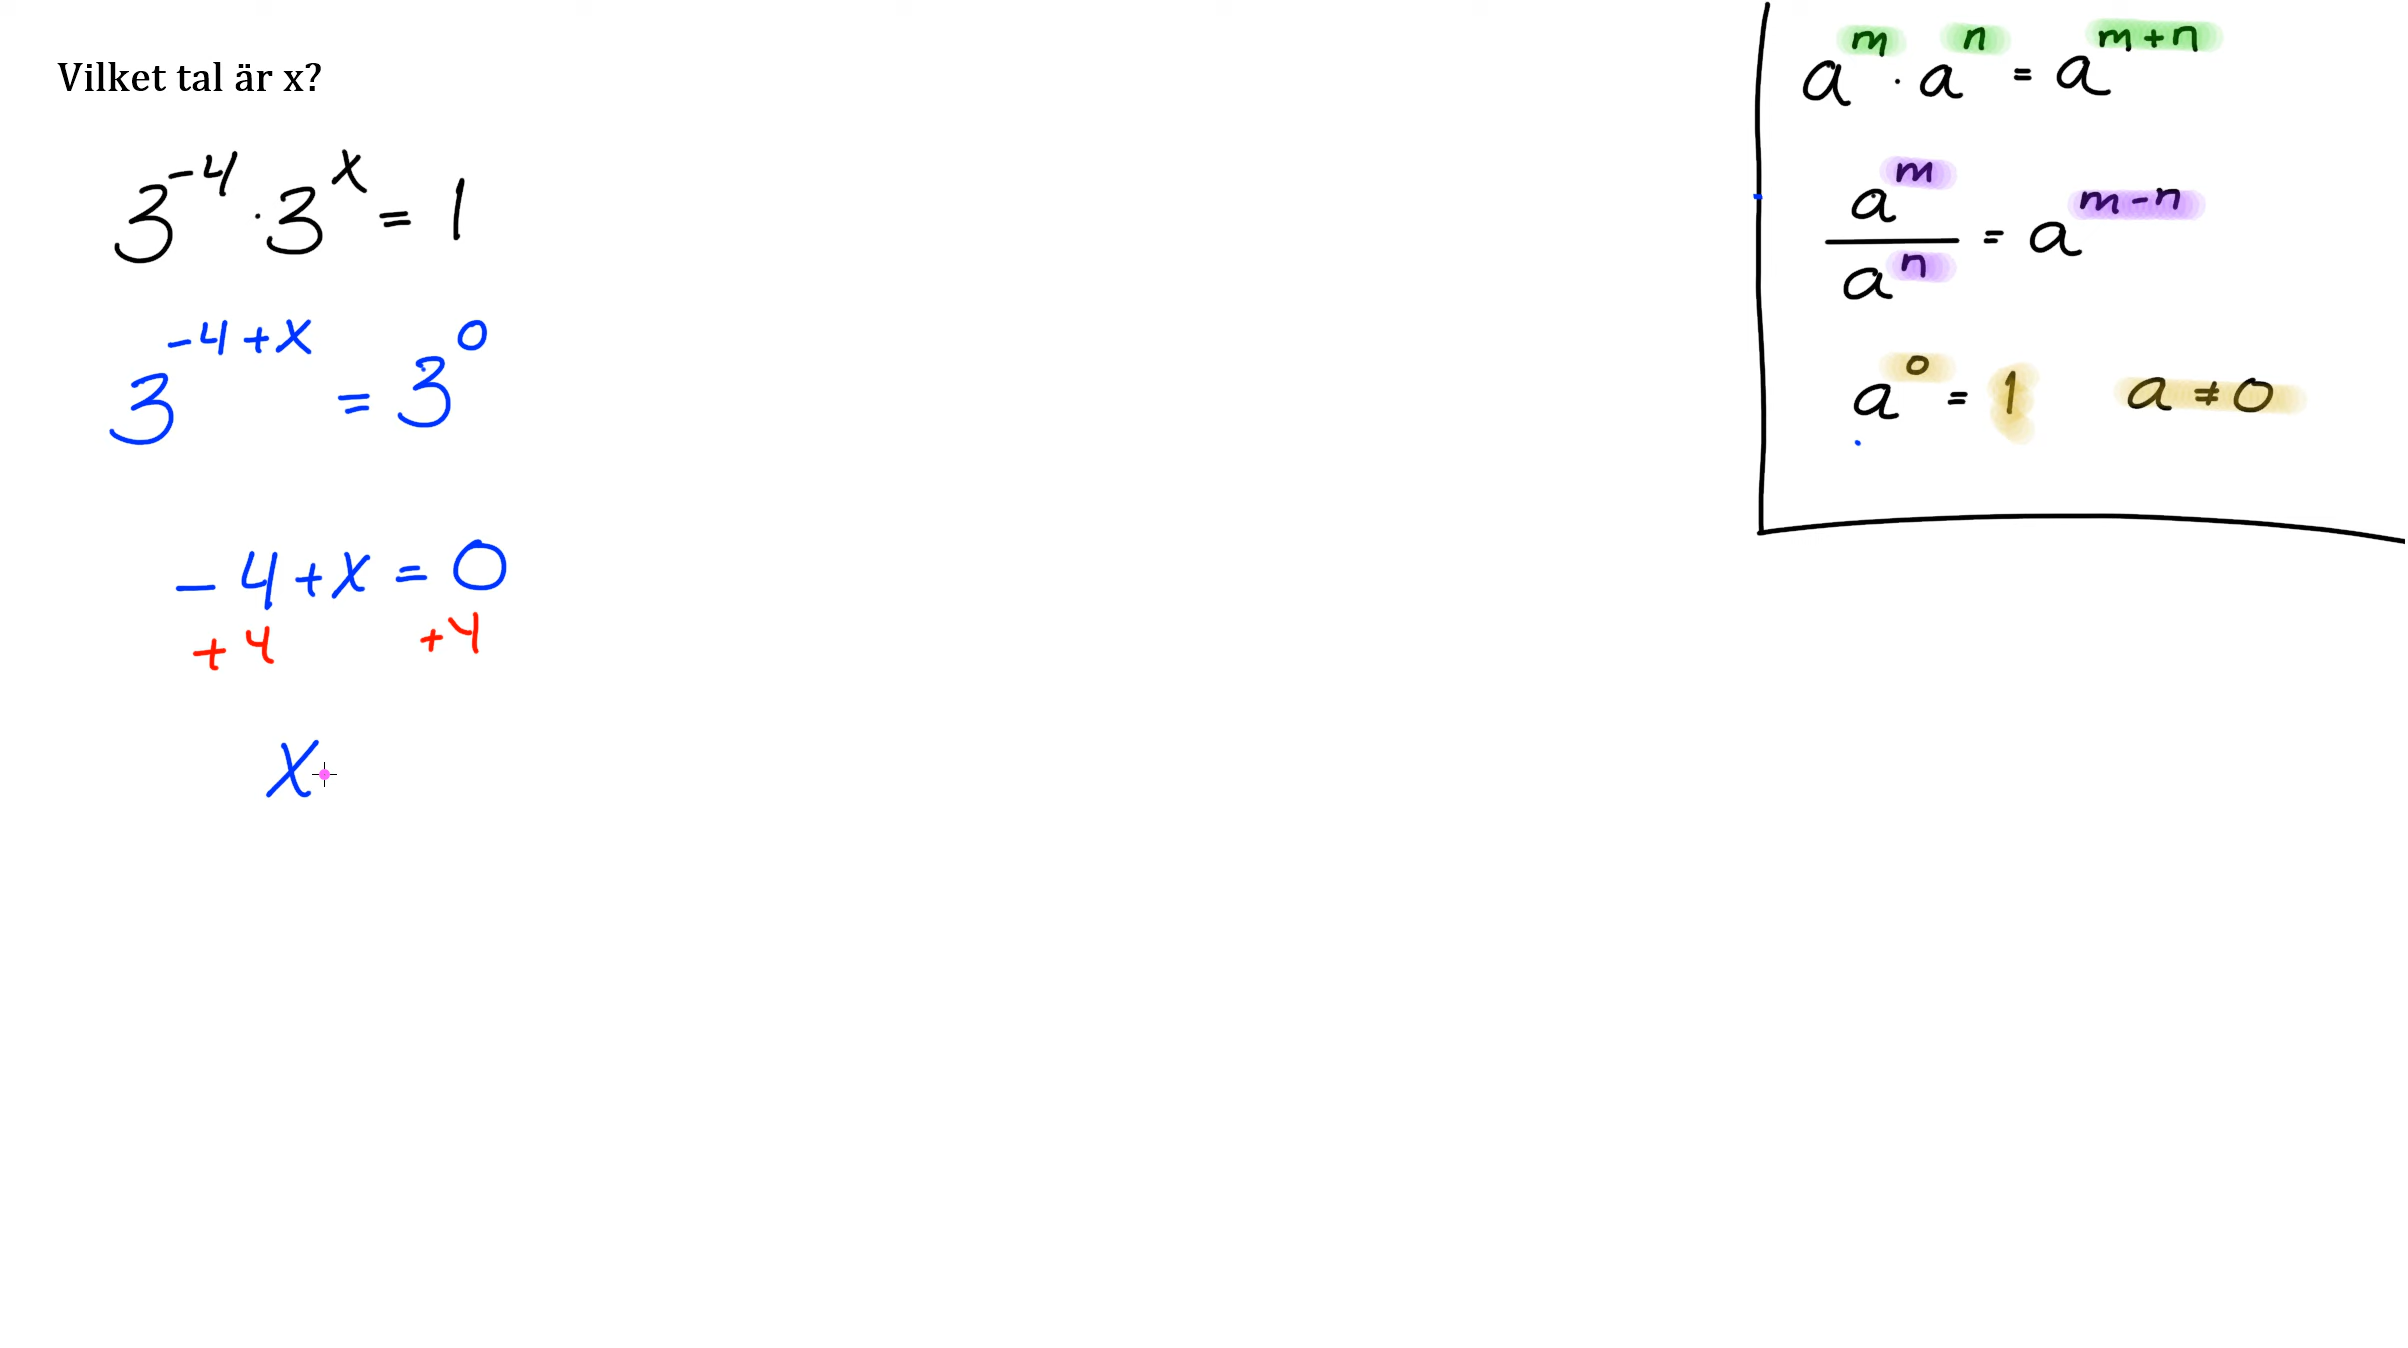 Vilket tal är x?
3^-4 · 3^x = 1
3^-4+x = 3^0
-4+x=0
+4 +4
x
a^m · a^n = a^m+n
a^m/a^n = a^m-n
a^0 = 1 a ≠ 0